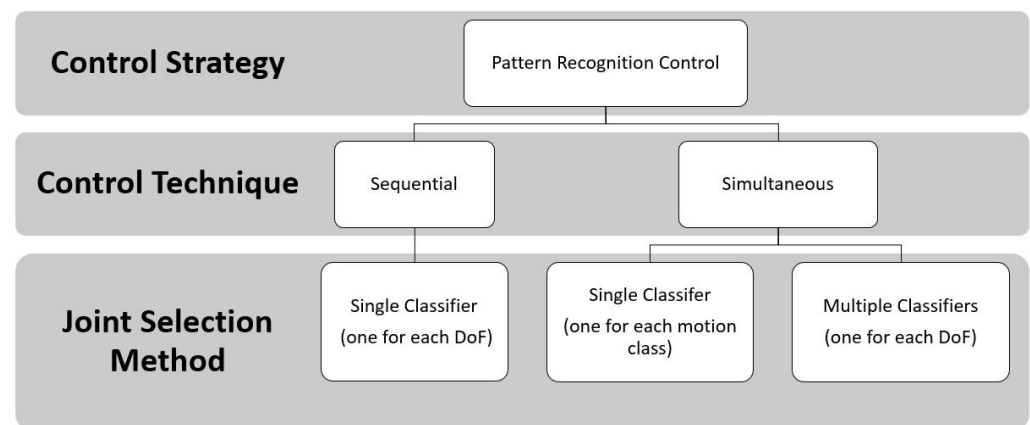 Control Strategy
Pattern Recognition Control
Control Technique
Sequential
Simultaneous
Joint Selection
Method
Single Classifier
(one for each DoF)
Single Classifer
(one for each motion
class)
Multiple Classifiers
(one for each DoF)